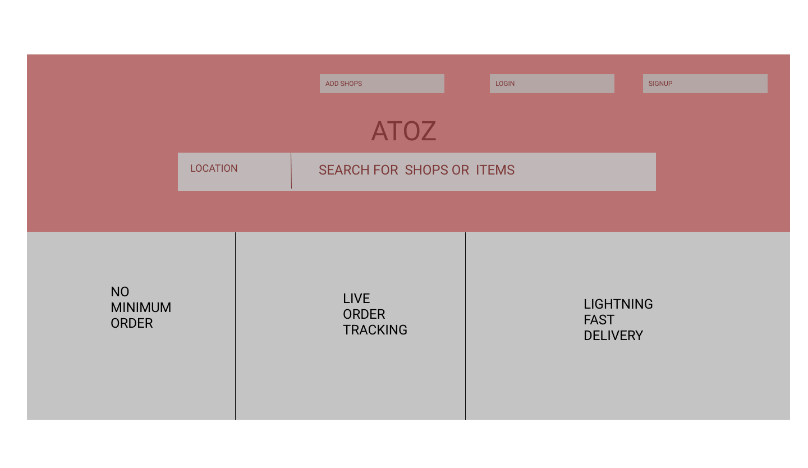 ADD SHOPS
LOGIN
SIGNUP
ATOZ
LOCATION
SEARCH FOR SHOPS OR ITEMS
NO
MINIMUM
ORDER
LIVE
ORDER
TRACKING
LIGHTNING
FAST
DELIVERY